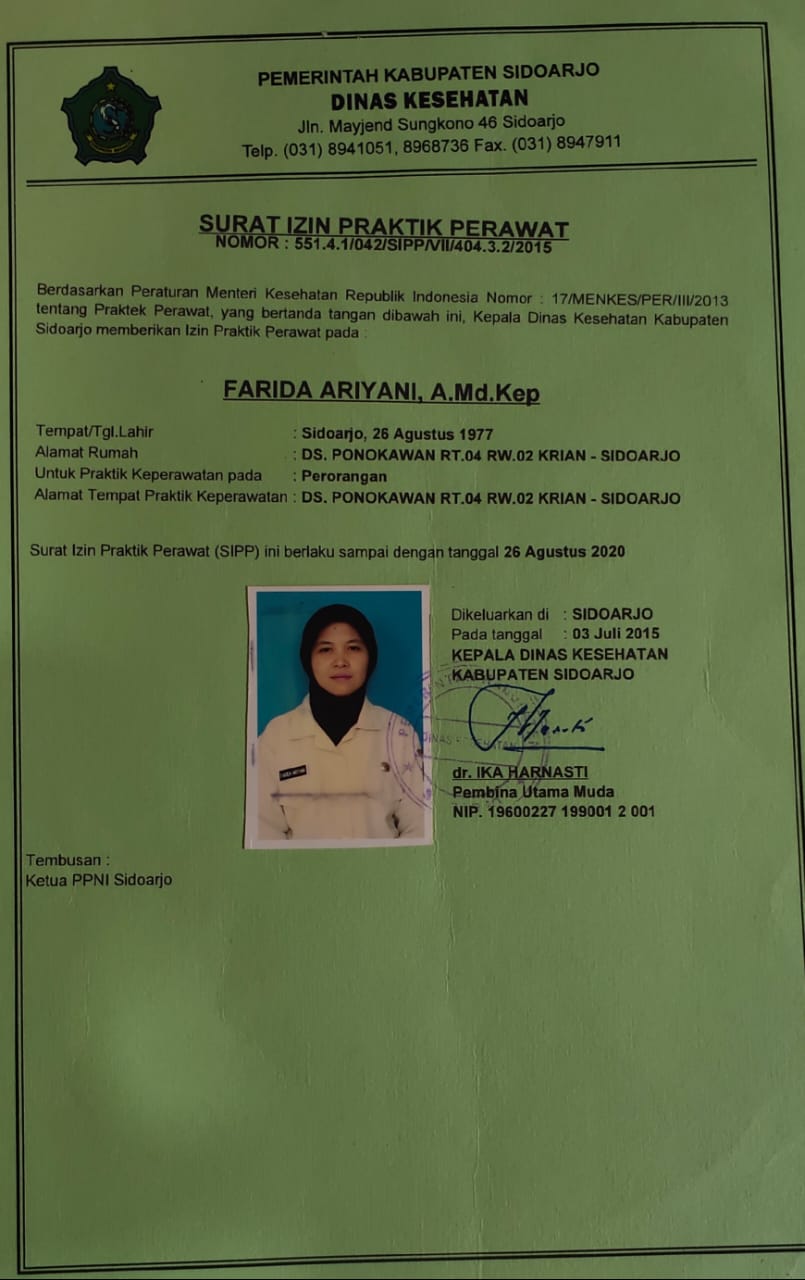 PEMERINTAH KABUPATEN SIDOARJO
DINAS KESEHATAN
Jln. Mayjend Sungkono 46 Sidoarjo
Telp. (031) 8941051, 8968736 Fax. (031) 8947911
SURAT IZIN PRAKTIK PERAWAT
NOMOR : 551.4.1/042/SIPP/VII/404.3.2/2015
Berdasarkan Peraturan Menteri Kesehatan Republik Indonesia Nomor : 17/MENKES/PER/III/2013
tentang Praktek Perawat, yang bertanda tangan dibawah ini, Kepala Dinas Kesehatan Kabupaten
Sidoarjo memberikan Izin Praktik Perawat pada :
FARIDA ARIYANI, A.Md.Kep
Tempat/Tgl.Lahir : Sidoarjo, 26 Agustus 1977
Alamat Rumah : DS. PONOKAWAN RT.04 RW.02 KRIAN - SIDOARJO
Untuk Praktik Keperawatan pada : Perorangan
Alamat Tempat Praktik Keperawatan : DS. PONOKAWAN RT.04 RW.02 KRIAN - SIDOARJO
Surat Izin Praktik Perawat (SIPP) ini berlaku sampai dengan tanggal 26 Agustus 2020
Dikeluarkan di : SIDOARJO
Pada tanggal : 03 Juli 2015
KEPALA DINAS KESEHATAN
KABUPATEN SIDOARJO
DINAS KESEHATAN
dr. IKA HARNASTI
Pembina Utama Muda
NIP. 19600227 199001 2 001
Tembusan :
Ketua PPNI Sidoarjo